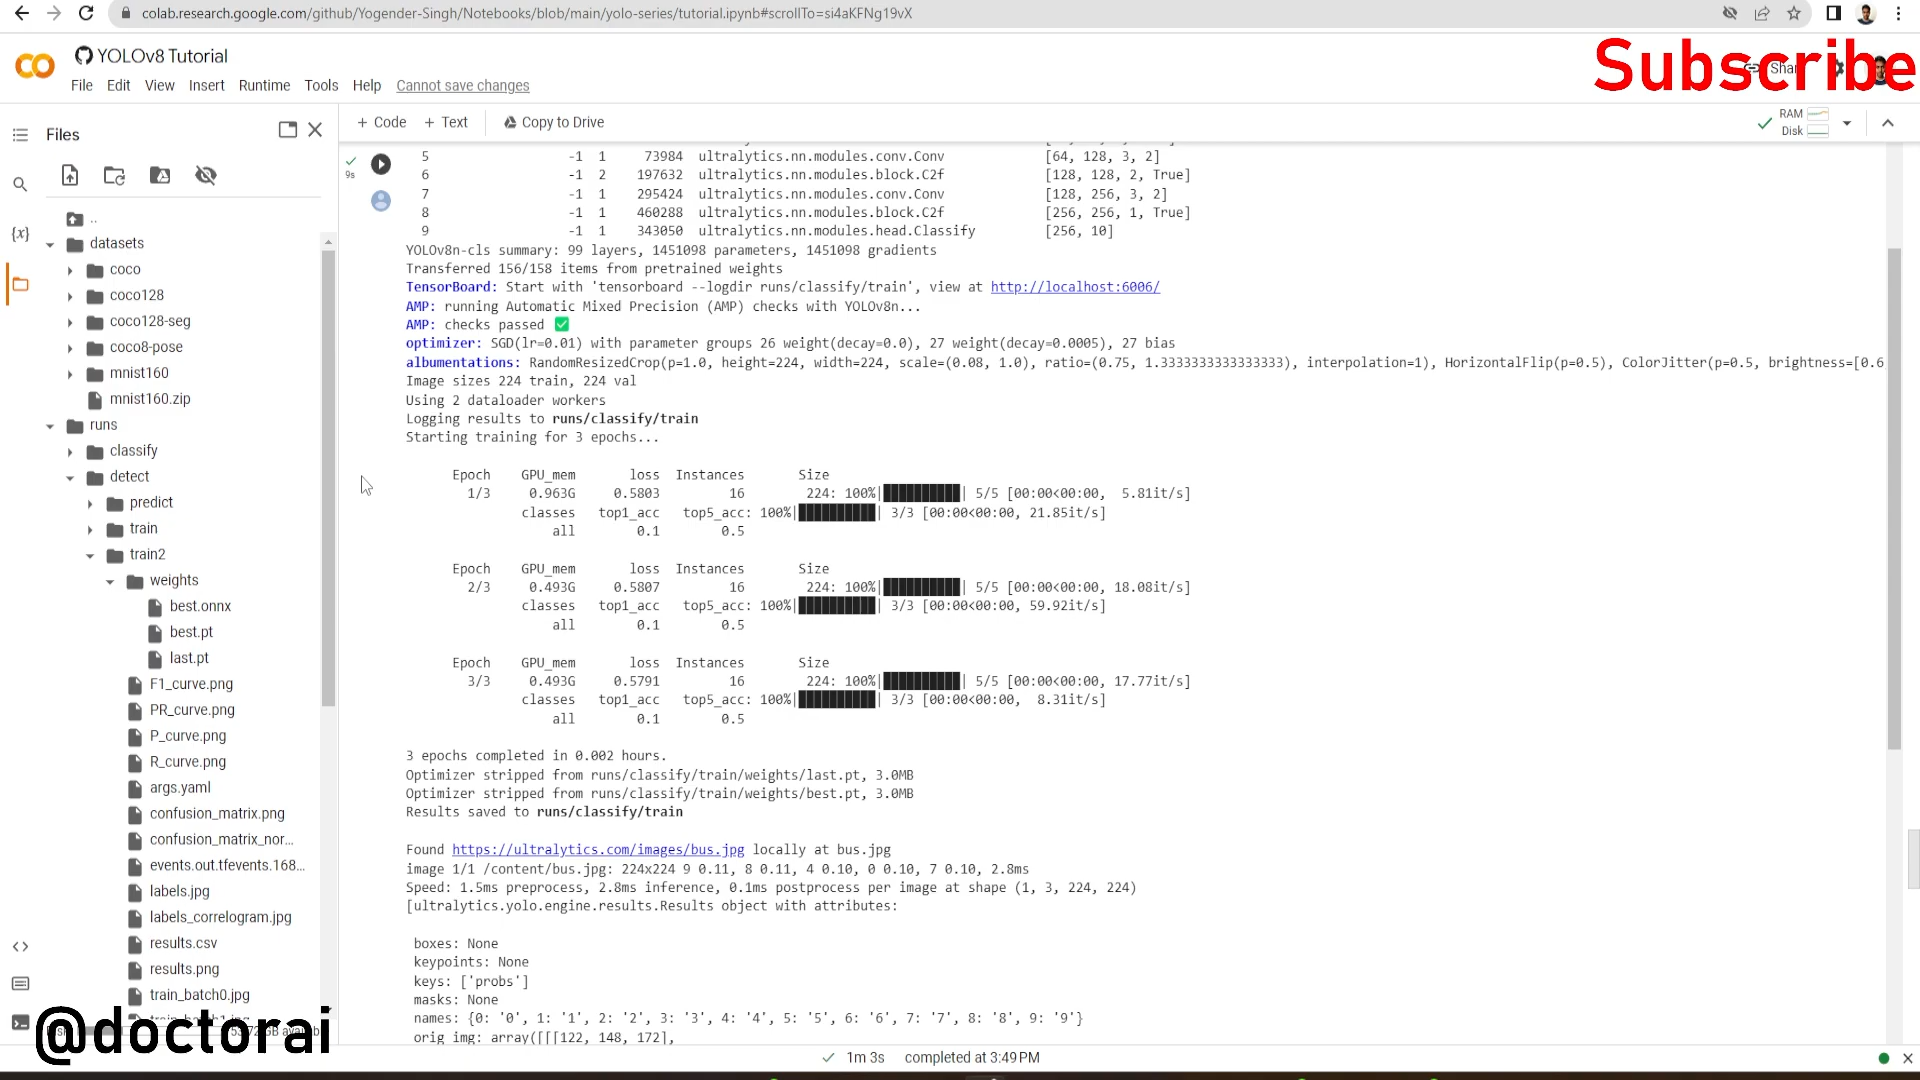 colab.research.google.com/github/Yogender-Singh/Notebooks/blob/main/yolo-series/tutorial.ipynb#scrollTo=si4aKFNg19vX
YOLOv8 Tutorial
Subscribe
Share
File Edit View Insert Runtime Tools Help Cannot save changes
Files
+ Code + Text Copy to Drive
RAM
Disk
..
datasets
coco
coco128
coco128-seg
coco8-pose
mnist160
mnist160.zip
runs
classify
detect
predict
train
train2
weights
best.onnx
best.pt
last.pt
F1_curve.png
PR_curve.png
P_curve.png
R_curve.png
args.yaml
confusion_matrix.png
confusion_matrix_nor...
events.out.tfevents.168...
labels.jpg
labels_correlogram.jpg
results.csv
results.png
train_batch0.jpg
@doctorai
{x}
<>
9s
5 -1 1 73984 ultralytics.nn.modules.conv.Conv [64, 128, 3, 2]
6 -1 2 197632 ultralytics.nn.modules.block.C2f [128, 128, 2, True]
7 -1 1 295424 ultralytics.nn.modules.conv.Conv [128, 256, 3, 2]
8 -1 1 460288 ultralytics.nn.modules.block.C2f [256, 256, 1, True]
9 -1 1 343050 ultralytics.nn.modules.head.Classify [256, 10]
YOLOv8n-cls summary: 99 layers, 1451098 parameters, 1451098 gradients
Transferred 156/158 items from pretrained weights
TensorBoard: Start with 'tensorboard --logdir runs/classify/train', view at http://localhost:6006/
AMP: running Automatic Mixed Precision (AMP) checks with YOLOv8n...
AMP: checks passed ✅
optimizer: SGD(lr=0.01) with parameter groups 26 weight(decay=0.0), 27 weight(decay=0.0005), 27 bias
albumentations: RandomResizedCrop(p=1.0, height=224, width=224, scale=(0.08, 1.0), ratio=(0.75, 1.3333333333333333), interpolation=1), HorizontalFlip(p=0.5), ColorJitter(p=0.5, brightness=[0.6
Image sizes 224 train, 224 val
Using 2 dataloader workers
Logging results to runs/classify/train
Starting training for 3 epochs...
Epoch GPU_mem loss Instances Size
1/3 0.963G 0.5803 16 224: 100%|██████████| 5/5 [00:00<00:00, 5.81it/s]
classes top1_acc top5_acc: 100%|██████████| 3/3 [00:00<00:00, 21.85it/s]
all 0.1 0.5
Epoch GPU_mem loss Instances Size
2/3 0.493G 0.5807 16 224: 100%|██████████| 5/5 [00:00<00:00, 18.08it/s]
classes top1_acc top5_acc: 100%|██████████| 3/3 [00:00<00:00, 59.92it/s]
all 0.1 0.5
Epoch GPU_mem loss Instances Size
3/3 0.493G 0.5791 16 224: 100%|██████████| 5/5 [00:00<00:00, 17.77it/s]
classes top1_acc top5_acc: 100%|██████████| 3/3 [00:00<00:00, 8.31it/s]
all 0.1 0.5
3 epochs completed in 0.002 hours.
Optimizer stripped from runs/classify/train/weights/last.pt, 3.0MB
Optimizer stripped from runs/classify/train/weights/best.pt, 3.0MB
Results saved to runs/classify/train
Found https://ultralytics.com/images/bus.jpg locally at bus.jpg
image 1/1 /content/bus.jpg: 224x224 9 0.11, 8 0.11, 4 0.10, 0 0.10, 7 0.10, 2.8ms
Speed: 1.5ms preprocess, 2.8ms inference, 0.1ms postprocess per image at shape (1, 3, 224, 224)
[ultralytics.yolo.engine.results.Results object with attributes:
boxes: None
keypoints: None
keys: ['probs']
masks: None
names: {0: '0', 1: '1', 2: '2', 3: '3', 4: '4', 5: '5', 6: '6', 7: '7', 8: '8', 9: '9'}
orig_img: array([[[122, 148, 172],
1m 3s completed at 3:49 PM